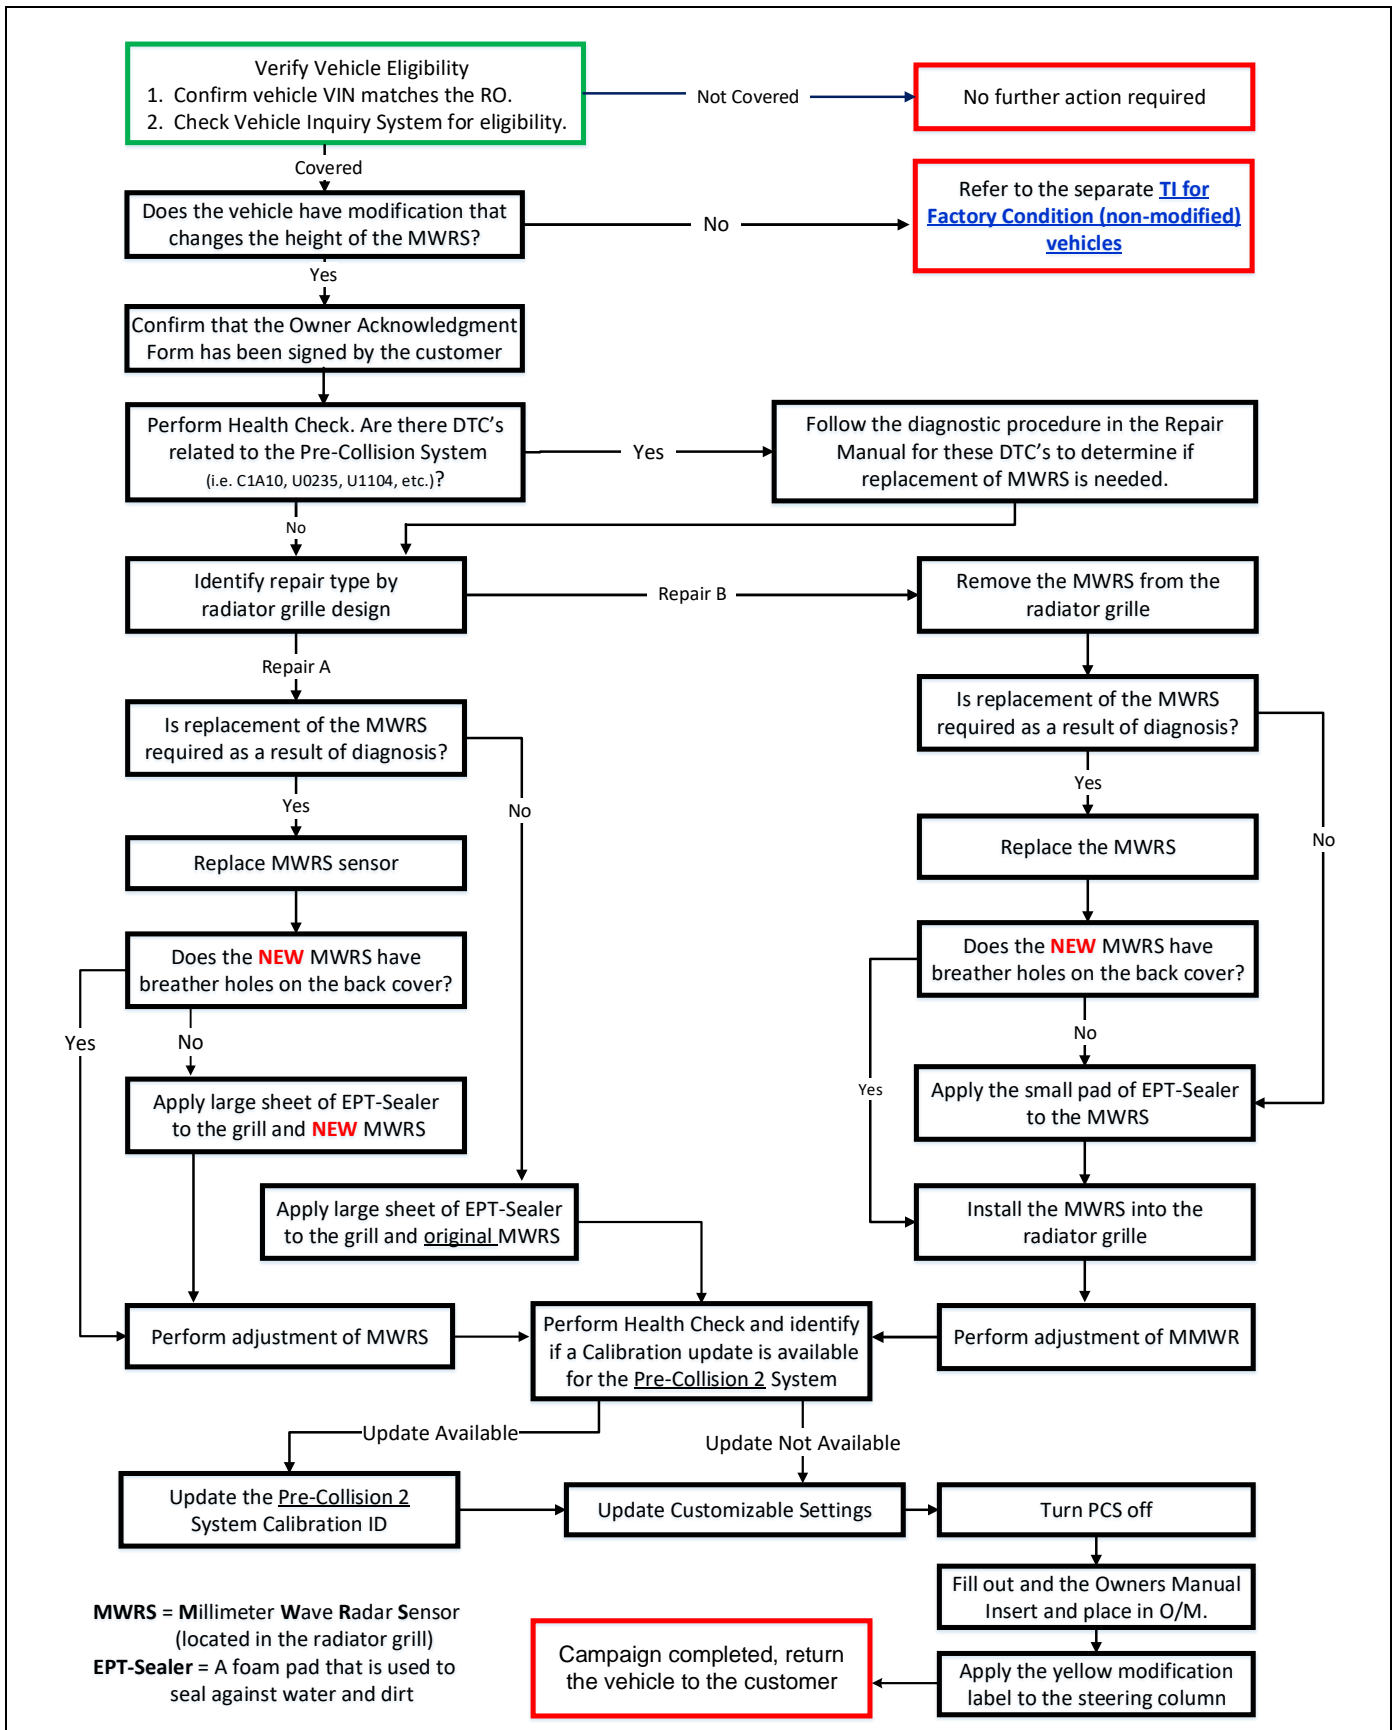 Verify Vehicle Eligibility
1. Confirm vehicle VIN matches the RO.
2. Check Vehicle Inquiry System for eligibility.
Not Covered
No further action required
Covered
Does the vehicle have modification that
changes the height of the MWRS?
No
Refer to the separate TI for
Factory Condition (non-modified)
vehicles
Yes
Confirm that the Owner Acknowledgment
Form has been signed by the customer
Perform Health Check. Are there DTC's
related to the Pre-Collision System
(i.e. C1A10, U0235, U1104, etc.)?
Yes
Follow the diagnostic procedure in the Repair
Manual for these DTC's to determine if
replacement of MWRS is needed.
No
Identify repair type by
radiator grille design
Repair B
Remove the MWRS from the
radiator grille
Repair A
Is replacement of the MWRS
required as a result of diagnosis?
Is replacement of the MWRS
required as a result of diagnosis?
Yes
No
Yes
No
Replace MWRS sensor
Replace the MWRS
Does the NEW MWRS have
breather holes on the back cover?
Does the NEW MWRS have
breather holes on the back cover?
Yes
No
No
Yes
Apply large sheet of EPT-Sealer
to the grill and NEW MWRS
Apply the small pad of EPT-Sealer
to the MWRS
Apply large sheet of EPT-Sealer
to the grill and original MWRS
Install the MWRS into the
radiator grille
Perform adjustment of MWRS
Perform Health Check and identify
if a Calibration update is available
for the Pre-Collision 2 System
Perform adjustment of MMWR
Update Available
Update Not Available
Update the Pre-Collision 2
System Calibration ID
Update Customizable Settings
Turn PCS off
Fill out and the Owners Manual
Insert and place in O/M.
MWRS = Millimeter Wave Radar Sensor
(located in the radiator grill)
EPT-Sealer = A foam pad that is used to
seal against water and dirt
Campaign completed, return
the vehicle to the customer
Apply the yellow modification
label to the steering column